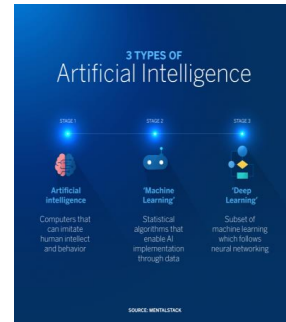 3 TYPES OF
Artificial Intelligence
STAGE 1
STAGE 2
STAGE 3
Artificial
intelligence
Computers that
can imitate
human intellect
and behavior
'Machine
Learning'
Statistical
algorithms that
enable AI
implementation
through data
'Deep
Learning'
Subset of
machine learning
which follows
neural networking
SOURCE: MENTALSTACK